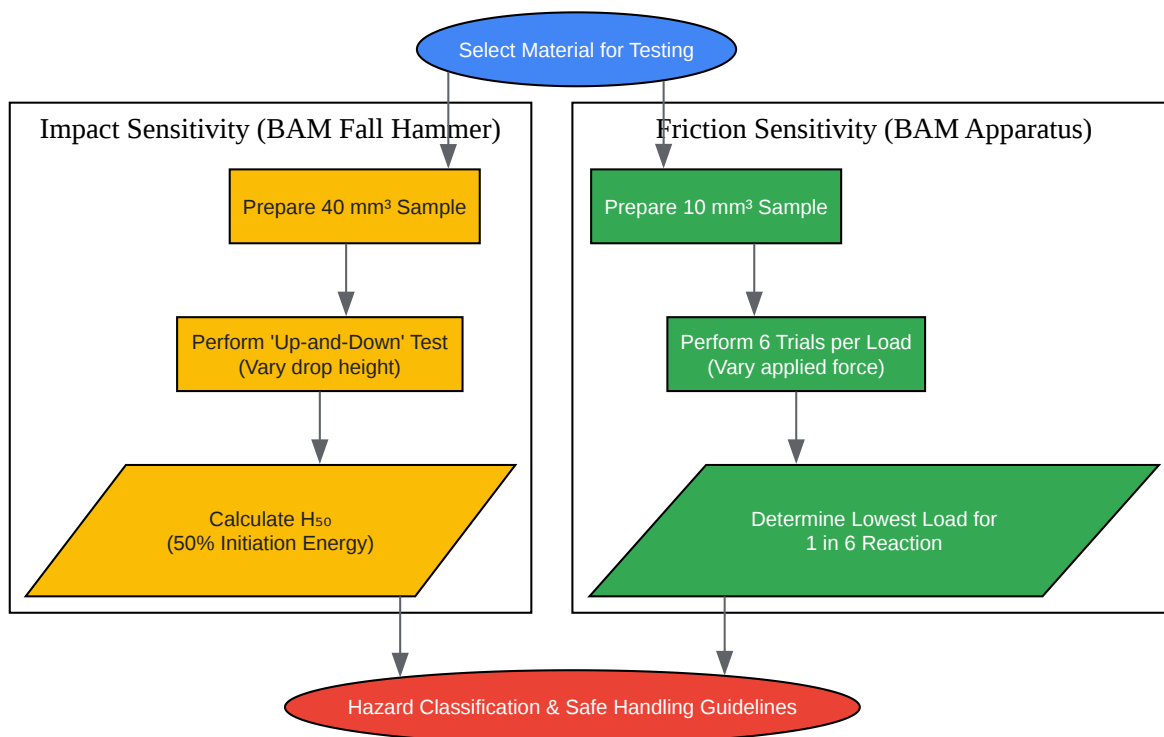 Select Material for Testing
Impact Sensitivity (BAM Fall Hammer)
Prepare 40 mm³ Sample
Perform 'Up-and-Down' Test
(Vary drop height)
Calculate H₅₀
(50% Initiation Energy)
Friction Sensitivity (BAM Apparatus)
Prepare 10 mm³ Sample
Perform 6 Trials per Load
(Vary applied force)
Determine Lowest Load for
1 in 6 Reaction
Hazard Classification & Safe Handling Guidelines